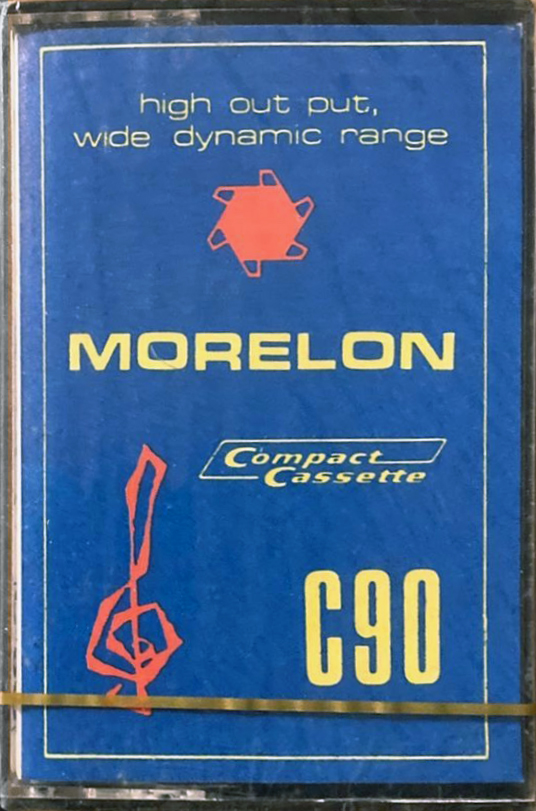 high out put,
wide dynamic range
MORELON
Compact
Cassette
C90